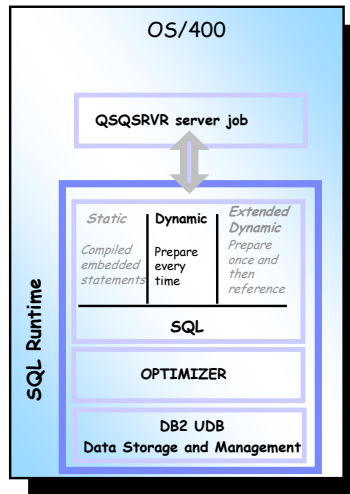 OS/400
QSQSRVR server job
Static
Compiled
embedded
statements
Dynamic
Prepare
every
time
Extended
Dynamic
Prepare
once and
then
reference
SQL
OPTIMIZER
DB2 UDB
Data Storage and Management
SQL Runtime